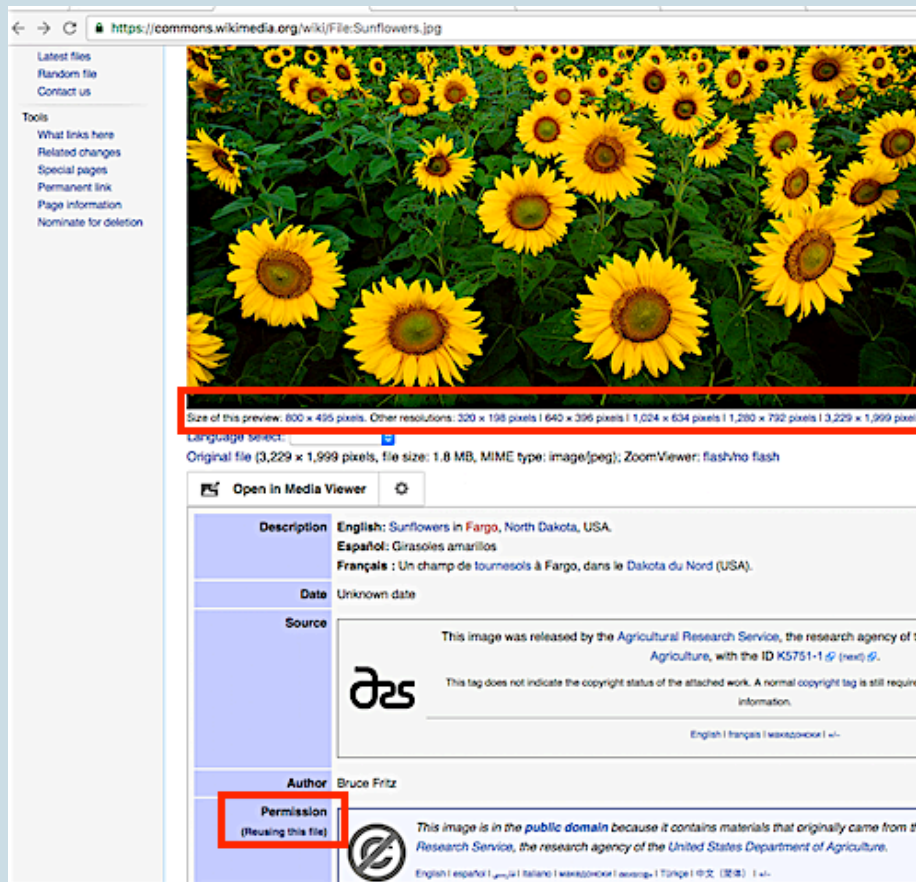 https://commons.wikimedia.org/wiki/File:Sunflowers.jpg
Latest files
Random file
Contact us
Tools
What links here
Related changes
Special pages
Permanent link
Page information
Nominate for deletion
Size of this preview: 800 × 495 pixels. Other resolutions: 320 × 198 pixels | 640 × 396 pixels | 1,024 × 634 pixels | 1,280 × 792 pixels | 3,229 × 1,999 pixels
Language select:
Original file (3,229 × 1,999 pixels, file size: 1.8 MB, MIME type: image/jpeg); ZoomViewer: flash/no flash
Open in Media Viewer
Description English: Sunflowers in Fargo, North Dakota, USA.
Español: Girasoles amarillos
Français : Un champ de tournesols à Fargo, dans le Dakota du Nord (USA).
Date Unknown date
Source
This image was released by the Agricultural Research Service, the research agency of
Agriculture, with the ID K5751-1 (next).
ars
This tag does not indicate the copyright status of the attached work. A normal copyright tag is still
information.
English | français | македонски | +/−
Author Bruce Fritz
Permission
(Reusing this file)
This image is in the public domain because it contains materials that originally came from
Research Service, the research agency of the United States Department of Agriculture.
English | español | italiano | македонски | Türkçe | 中文 | +/−